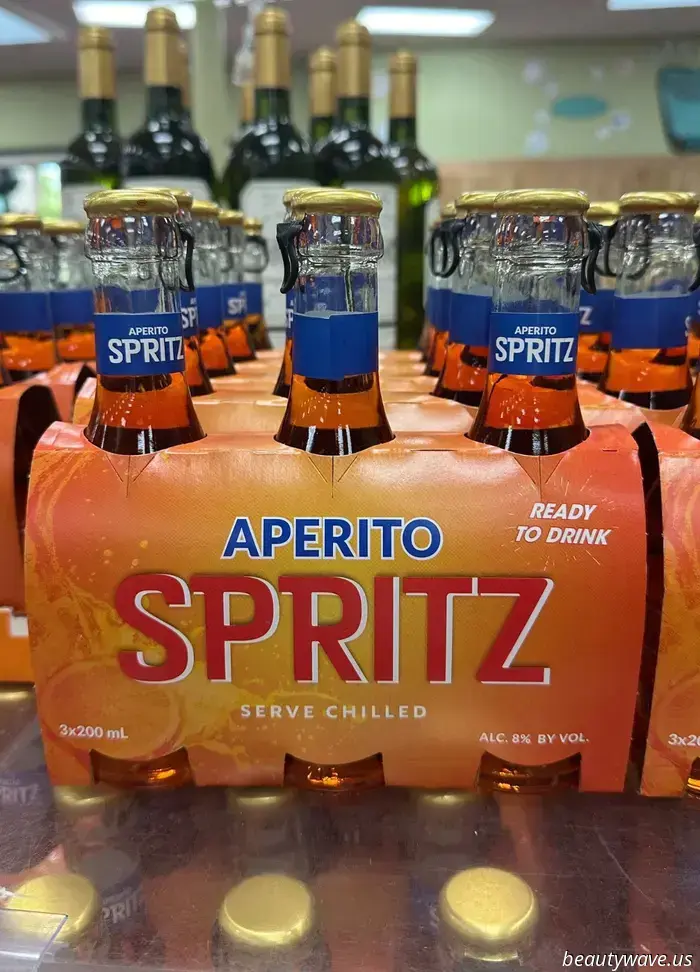 APERITO
SPRITZ
APERITO
SPRITZ
READY
TO DRINK
APERITO
SPRITZ
SERVE CHILLED
3x200 mL
ALC. 8% BY VOL.
beautywave.us